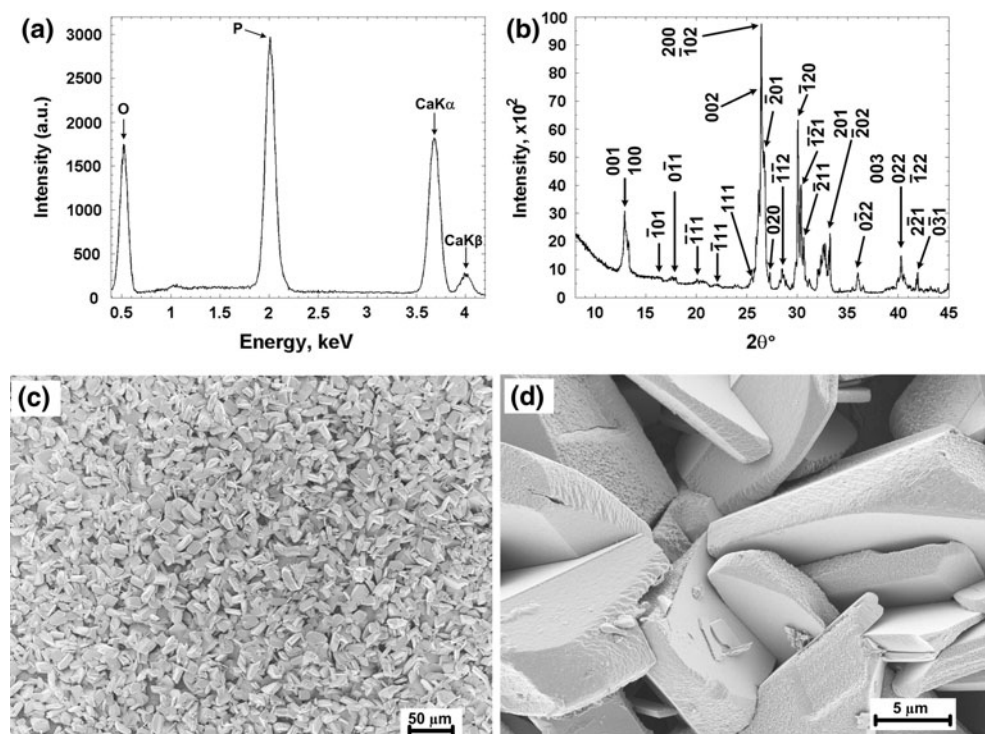 (a)
3000
2500
2000
1500
1000
500
0
Intensity (a.u.)
O
P
CaKα
CaKβ
0.5 1 1.5 2 2.5 3 3.5 4
Energy, keV
(b)
100
90
80
70
60
50
40
30
20
10
0
Intensity, x10²
001
100
1̄01
01̄1
1̄1̄1
1̄11
111
200
1̄02
002
2̄01
020
1̄1̄2
1̄20
1̄21
2̄11
201
2̄02
02̄2
003
022
1̄22
22̄1
03̄1
10 15 20 25 30 35 40 45
2θ°
(c)
50 μm
(d)
5 μm